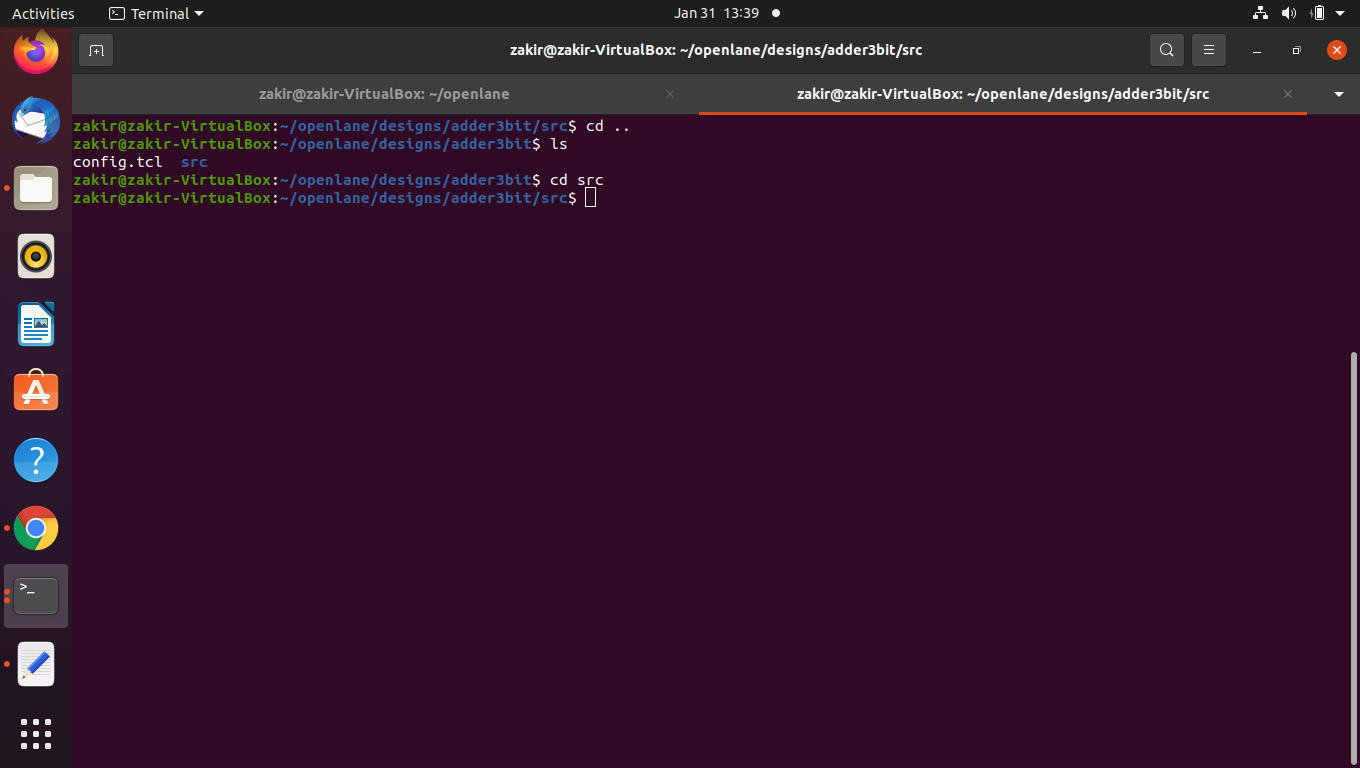 Activities Terminal Jan 31 13:39
zakir@zakir-VirtualBox: ~/openlane/designs/adder3bit/src
zakir@zakir-VirtualBox: ~/openlane zakir@zakir-VirtualBox: ~/openlane/designs/adder3bit/src
zakir@zakir-VirtualBox:~/openlane/designs/adder3bit/src$ cd ..
zakir@zakir-VirtualBox:~/openlane/designs/adder3bit$ ls
config.tcl  src
zakir@zakir-VirtualBox:~/openlane/designs/adder3bit$ cd src
zakir@zakir-VirtualBox:~/openlane/designs/adder3bit/src$